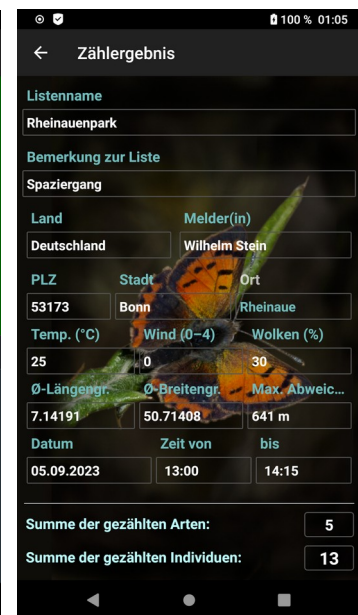 100 % 01:05
Zählergebnis
Listenname
Rheinauenpark
Bemerkung zur Liste
Spaziergang
Land Melder(in)
Deutschland Wilhelm Stein
PLZ Stadt Ort
53173 Bonn Rheinaue
Temp. (°C) Wind (0–4) Wolken (%)
25 0 30
Ø-Längengr. Ø-Breitengr. Max. Abweic...
7.14191 50.71408 641 m
Datum Zeit von bis
05.09.2023 13:00 14:15
Summe der gezählten Arten: 5
Summe der gezählten Individuen: 13